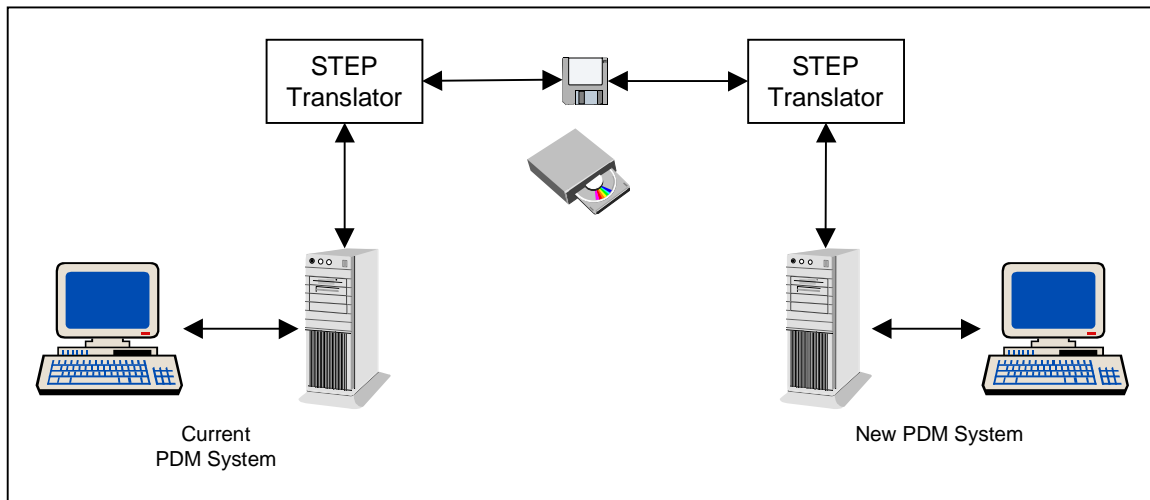 STEP
Translator
STEP
Translator
Current
PDM System
New PDM System